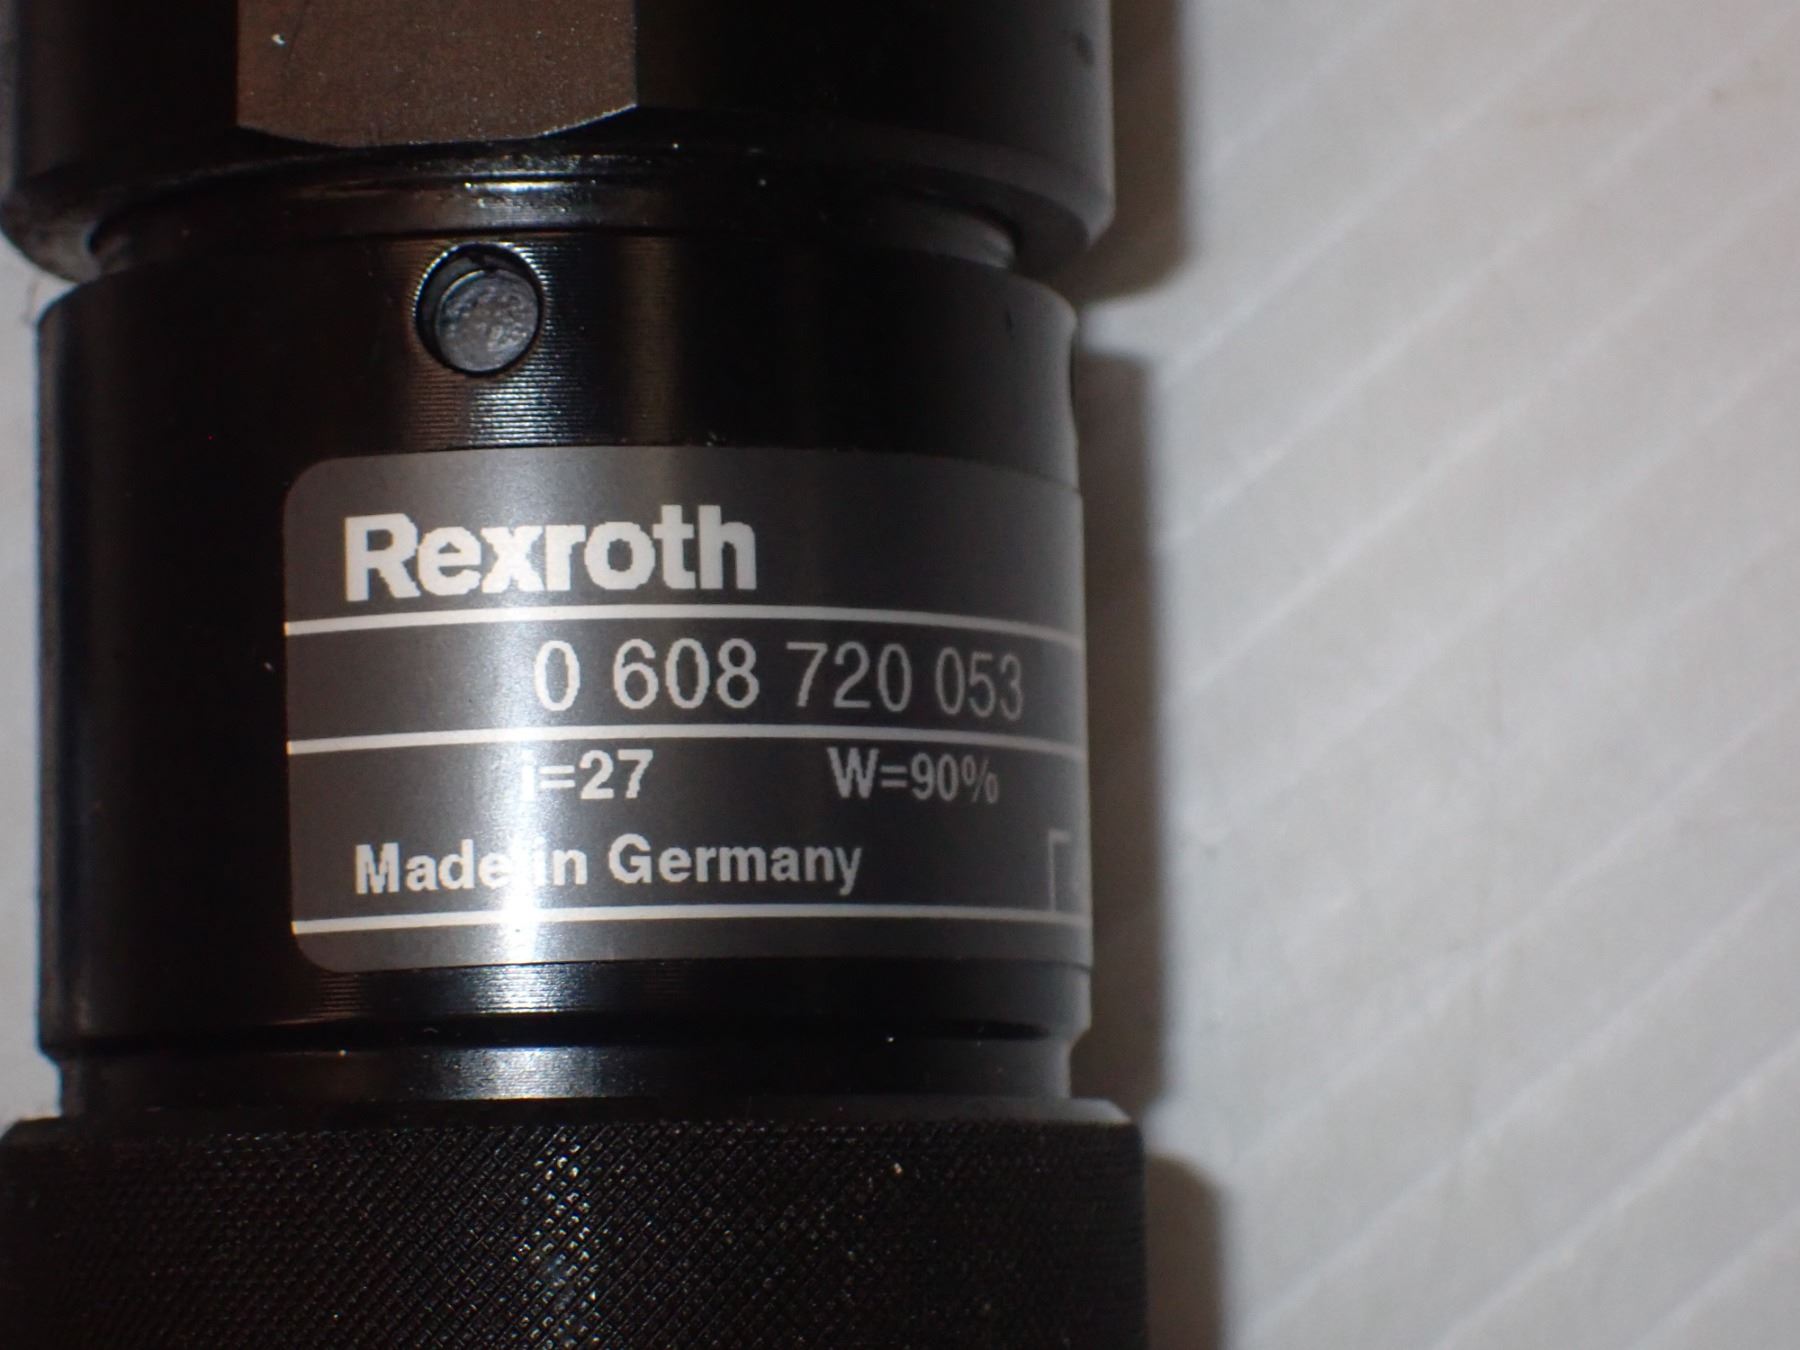 Rexroth
0 608 720 053
i=27 W=90%
Made in Germany